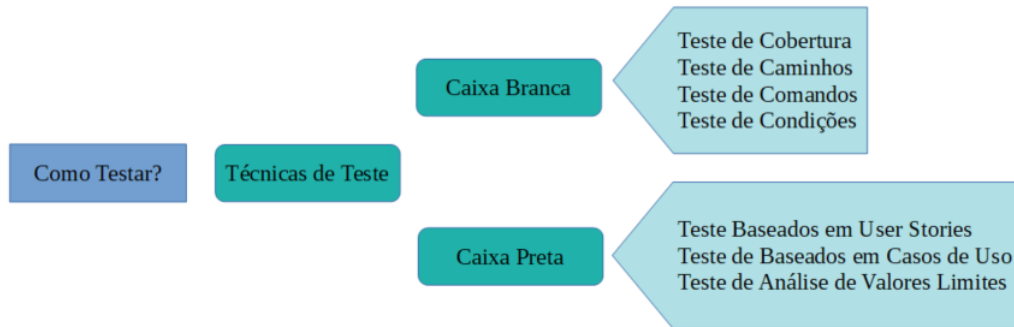 Como Testar?
Técnicas de Teste
Caixa Branca
Teste de Cobertura
Teste de Caminhos
Teste de Comandos
Teste de Condições
Caixa Preta
Teste Baseados em User Stories
Teste de Baseados em Casos de Uso
Teste de Análise de Valores Limites